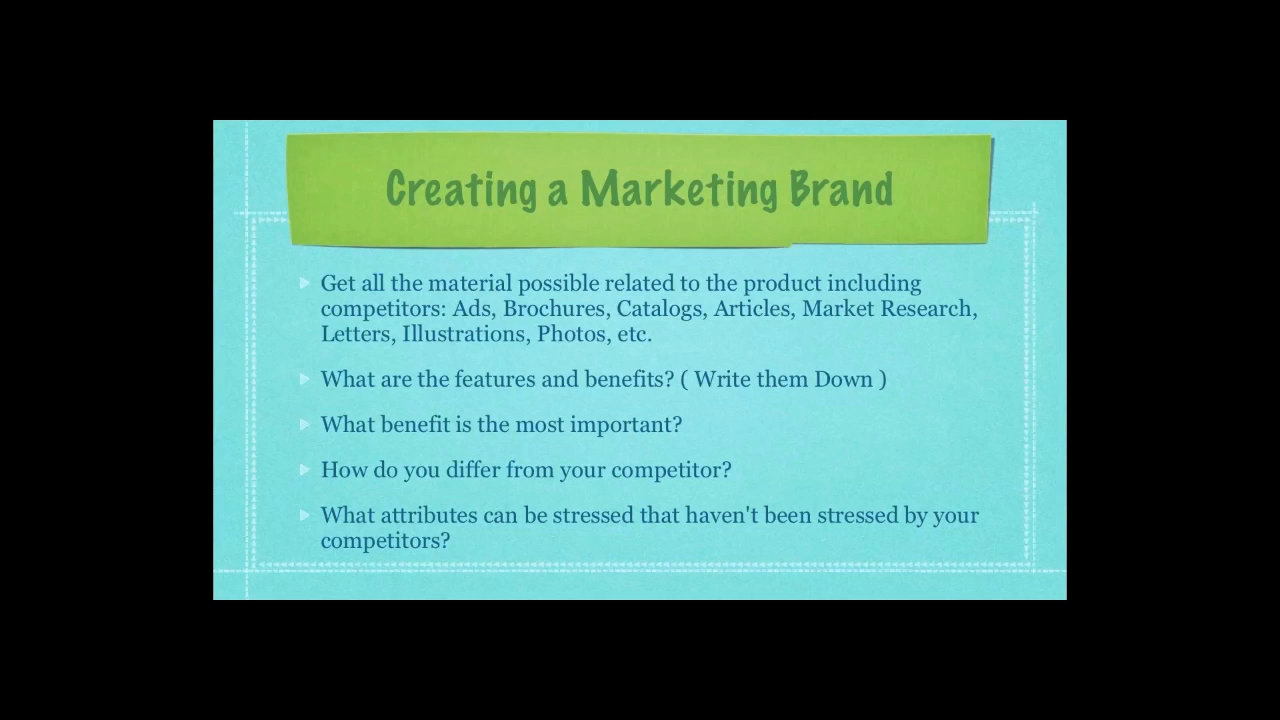 Creating a Marketing Brand
Get all the material possible related to the product including
competitors: Ads, Brochures, Catalogs, Articles, Market Research,
Letters, Illustrations, Photos, etc.
What are the features and benefits? ( Write them Down )
What benefit is the most important?
How do you differ from your competitor?
What attributes can be stressed that haven't been stressed by your
competitors?